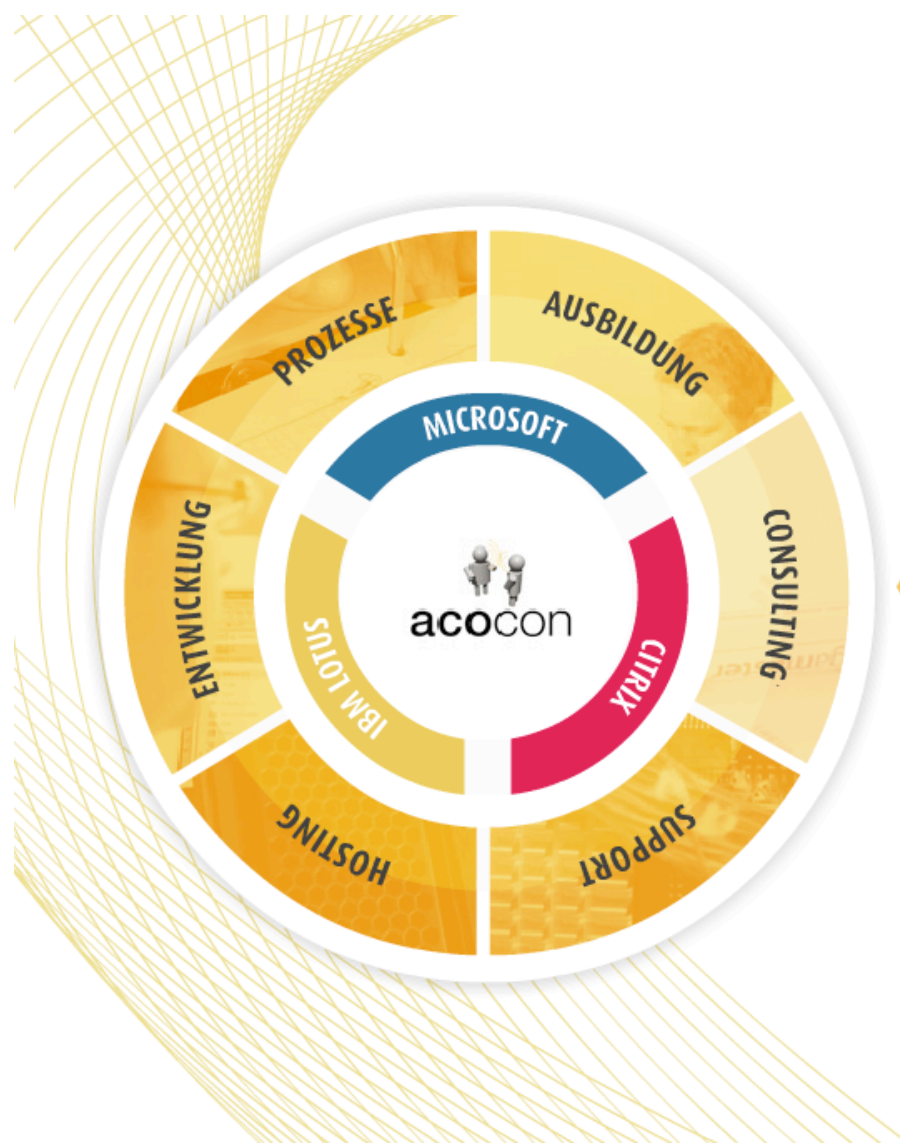 PROZESSE
AUSBILDUNG
MICROSOFT
ENTWICKLUNG
CONSULTING
acocon
IBM LOTUS
CITRIX
HOSTING
SUPPORT